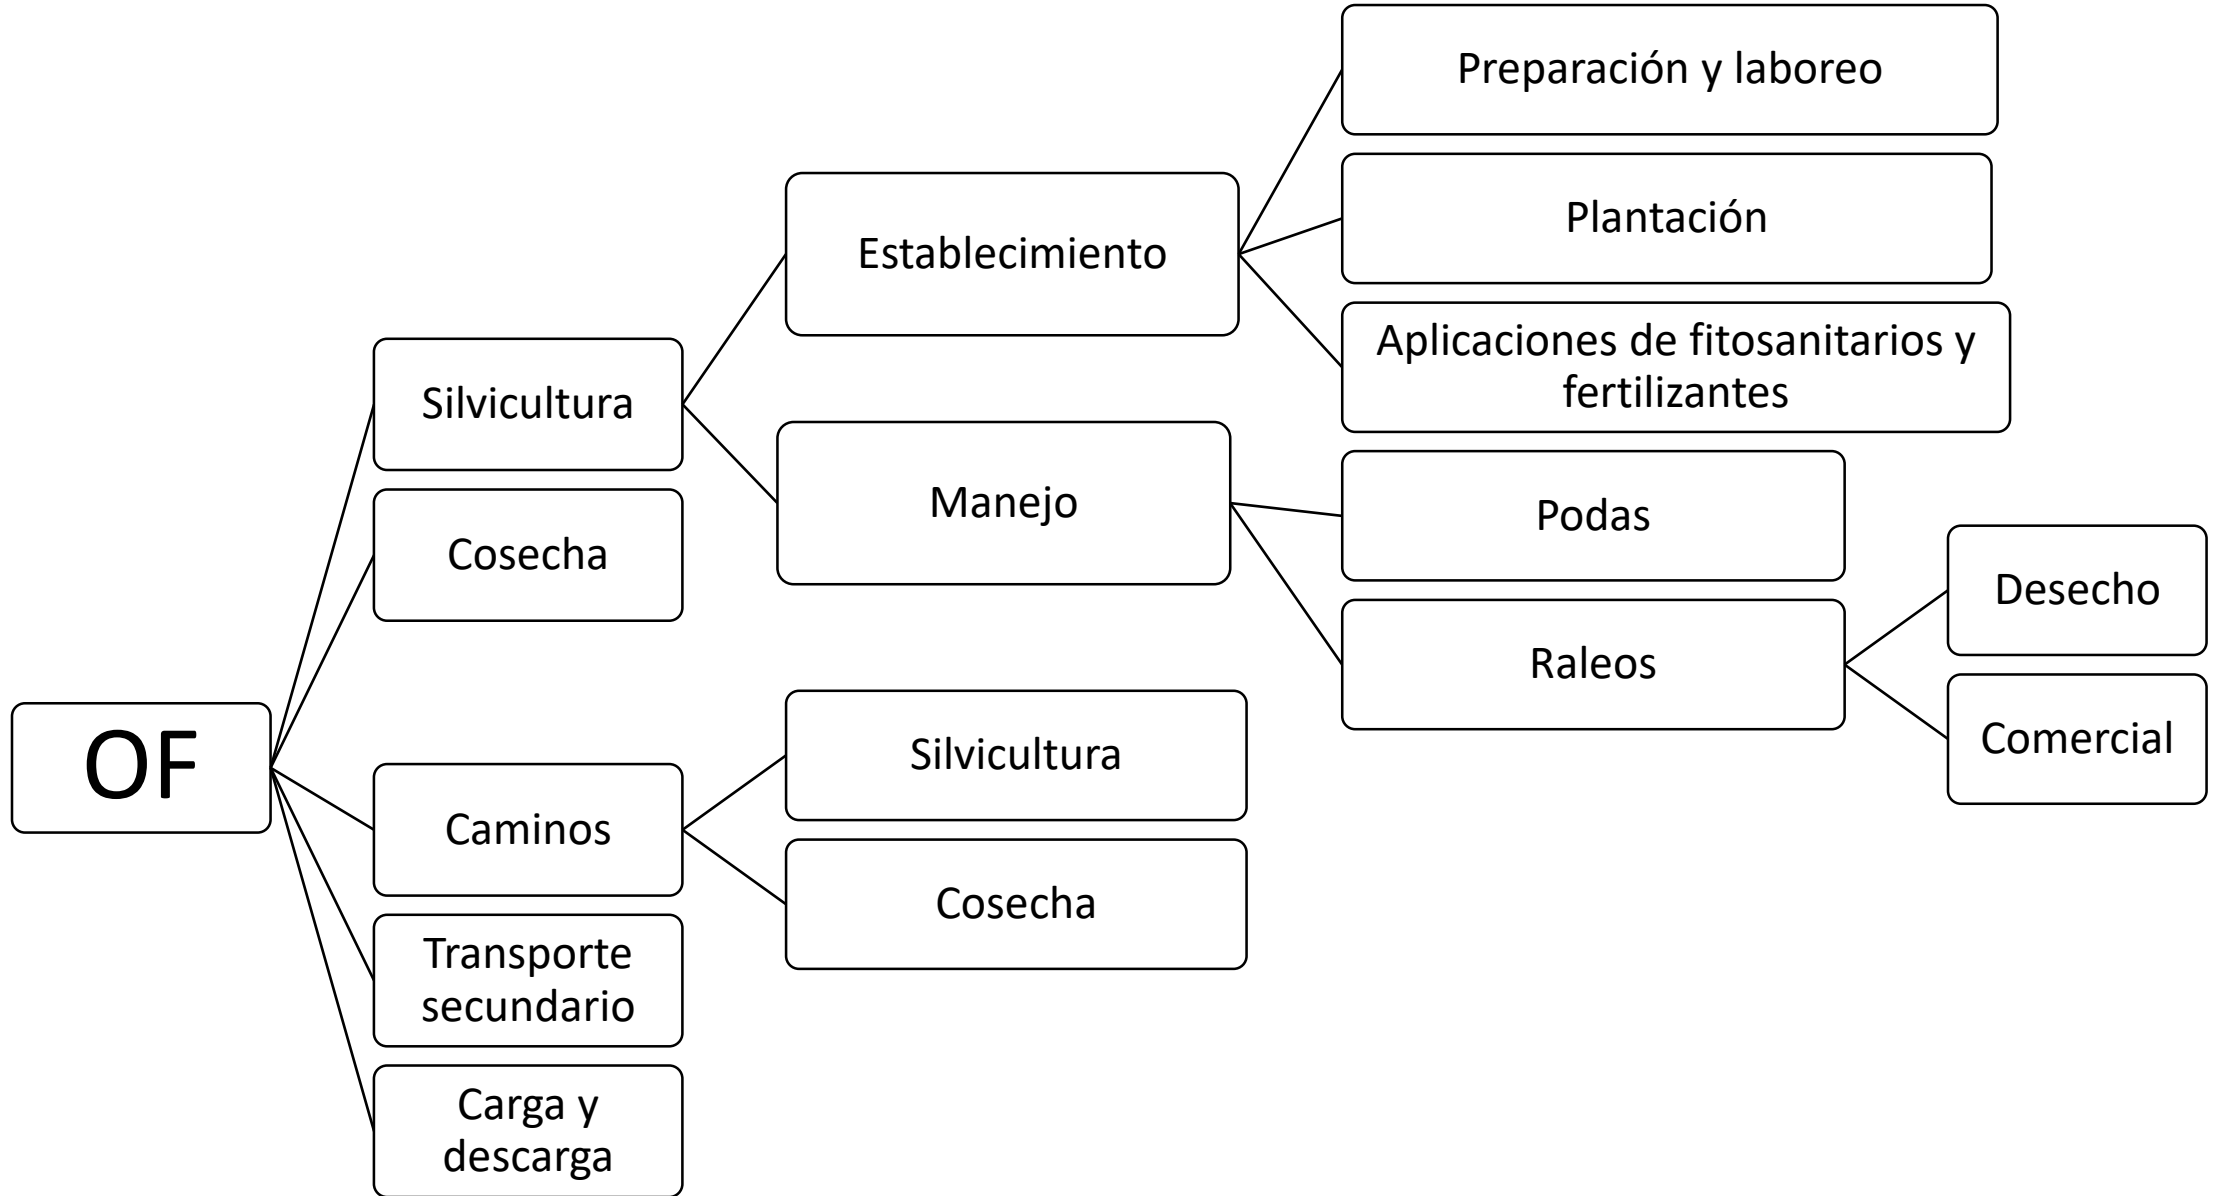 OF
Silvicultura
Establecimiento
Preparación y laboreo
Plantación
Aplicaciones de fitosanitarios y
fertilizantes
Manejo
Podas
Raleos
Desecho
Comercial
Cosecha
Caminos
Silvicultura
Cosecha
Transporte
secundario
Carga y
descarga